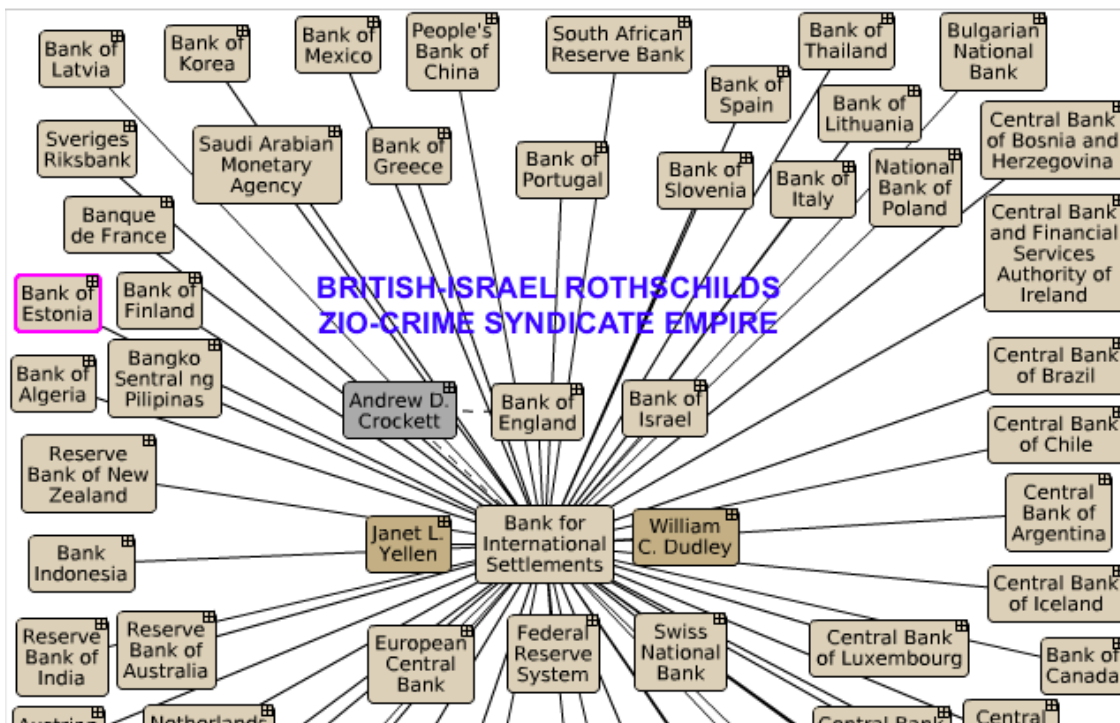 Bank of
Latvia
Bank of
Korea
Bank of
Mexico
People's
Bank of
China
South African
Reserve Bank
Bank of
Thailand
Bulgarian
National
Bank
Bank of
Spain
Bank of
Lithuania
Central Bank
of Bosnia and
Herzegovina
Sveriges
Riksbank
Saudi Arabian
Monetary
Agency
Bank of
Greece
Bank of
Portugal
Bank of
Slovenia
Bank of
Italy
National
Bank of
Poland
Banque
de France
Central Bank
and Financial
Services
Authority of
Ireland
Bank of
Estonia
Bank of
Finland
BRITISH-ISRAEL ROTHSCHILDS
ZIO-CRIME SYNDICATE EMPIRE
Bank of
Algeria
Bangko
Sentral ng
Pilipinas
Andrew D.
Crockett
Bank of
England
Bank of
Israel
Central Bank
of Brazil
Central Bank
of Chile
Reserve
Bank of New
Zealand
Central
Bank of
Argentina
Janet L.
Yellen
Bank for
International
Settlements
William
C. Dudley
Bank
Indonesia
Central Bank
of Iceland
Reserve
Bank of
India
Reserve
Bank of
Australia
European
Central
Bank
Federal
Reserve
System
Swiss
National
Bank
Central Bank
of Luxembourg
Bank of
Canada
Netherlands
Central Bank
Central